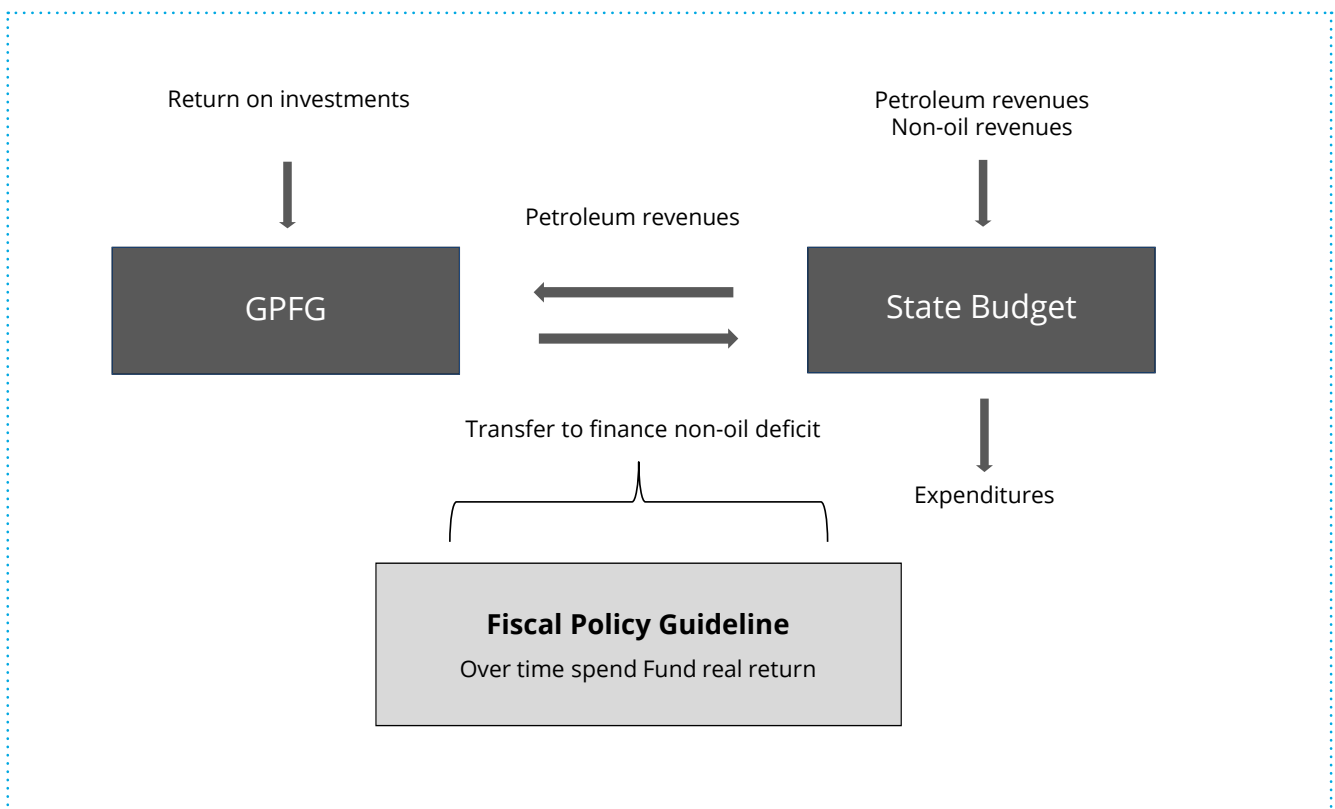 Return on investments
Petroleum revenues
Non-oil revenues
Petroleum revenues
GPFG
State Budget
Transfer to finance non-oil deficit
Expenditures
Fiscal Policy Guideline
Over time spend Fund real return